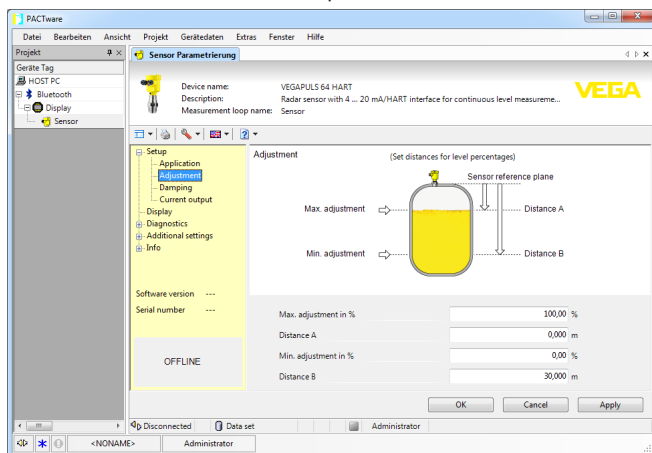 PACTware
Datei Bearbeiten Ansicht Projekt Gerätedaten Extras Fenster Hilfe
Projekt
Sensor Parametrierung
Geräte Tag
HOST PC
Bluetooth
Display
Sensor
Device name: VEGAPULS 64 HART
Description: Radar sensor with 4 ... 20 mA/HART interface for continuous level measureme...
Measurement loop name: Sensor
VEGA
Setup
Application
Adjustment
Damping
Current output
Display
Diagnostics
Additional settings
Info
Software version ---
Serial number ---
OFFLINE
Adjustment
(Set distances for level percentages)
Sensor reference plane
Max. adjustment
Distance A
Min. adjustment
Distance B
Max. adjustment in % 100,00 %
Distance A 0,000 m
Min. adjustment in % 0,00 %
Distance B 30,000 m
OK Cancel Apply
Disconnected Data set Administrator
<NONAME> Administrator